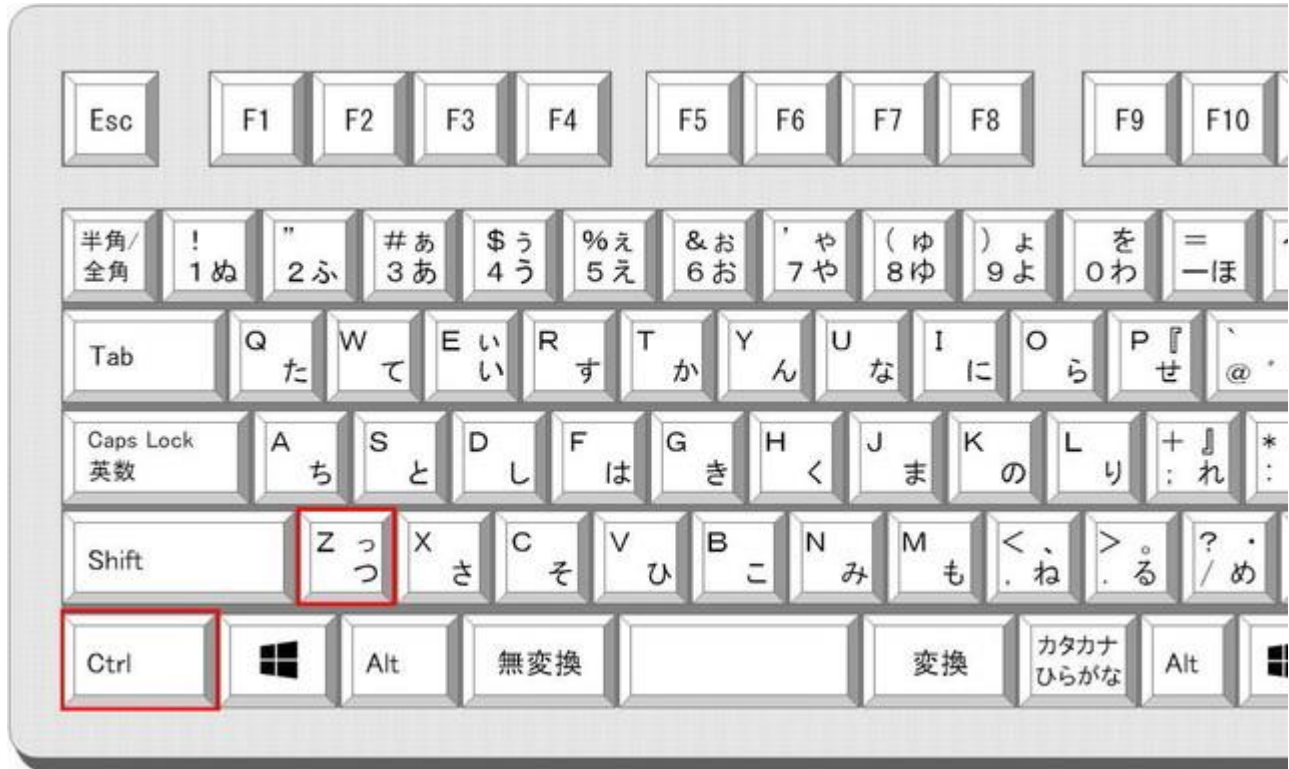 Esc F1 F2 F3 F4 F5 F6 F7 F8 F9 F10
半角/ ! ” # ぁ $ ぅ % ぇ & ぉ ’ ゃ ( ゅ ) ょ を =
全角 1 ぬ 2 ふ 3 あ 4 う 5 え 6 お 7 や 8 ゆ 9 よ 0 わ ー ほ
Q W E ぃ R T Y U I O P 『 `
Tab た て い す か ん な に ら せ @ ゛
Caps Lock A S D F G H J K L + 』 *
英数 ち と し は き く ま の り ; れ :
Z っ X C V B N M < 、 > 。 ? ・
Shift つ さ そ ひ こ み も , ね . る / め
Ctrl Alt 無変換 変換 カタカナ Alt
ひらがな